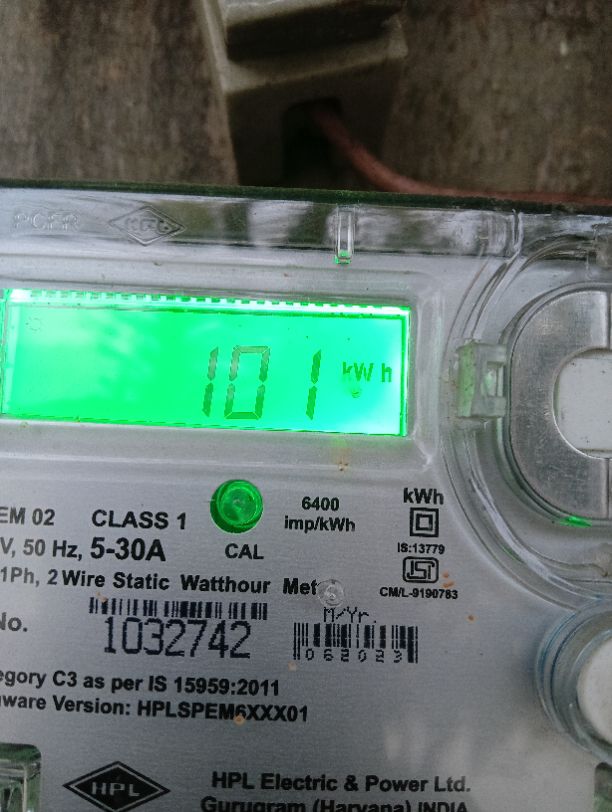 101 kWh
EM 02 CLASS 1
6400
imp/kWh
kWh
V, 50 Hz, 5-30A
CAL
IS:13779
1Ph, 2 Wire Static Watthour Met
CM/L-9190783
M/Yr.
No. 1032742
062023
egory C3 as per IS 15959:2011
ware Version: HPLSPEM6XXX01
HPL
HPL Electric & Power Ltd.
Gurugram (Haryana) INDIA